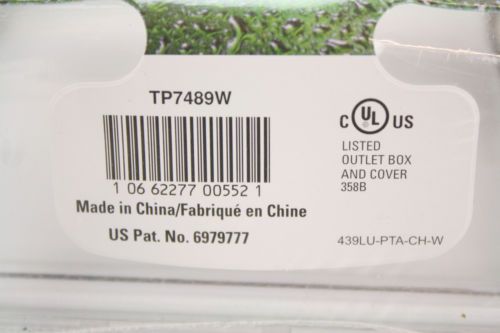 TP7489W
1 06 62277 00552 1
Made in China/Fabriqué en Chine
US Pat. No. 6979777
C UL US
LISTED
OUTLET BOX
AND COVER
358B
439LU-PTA-CH-W